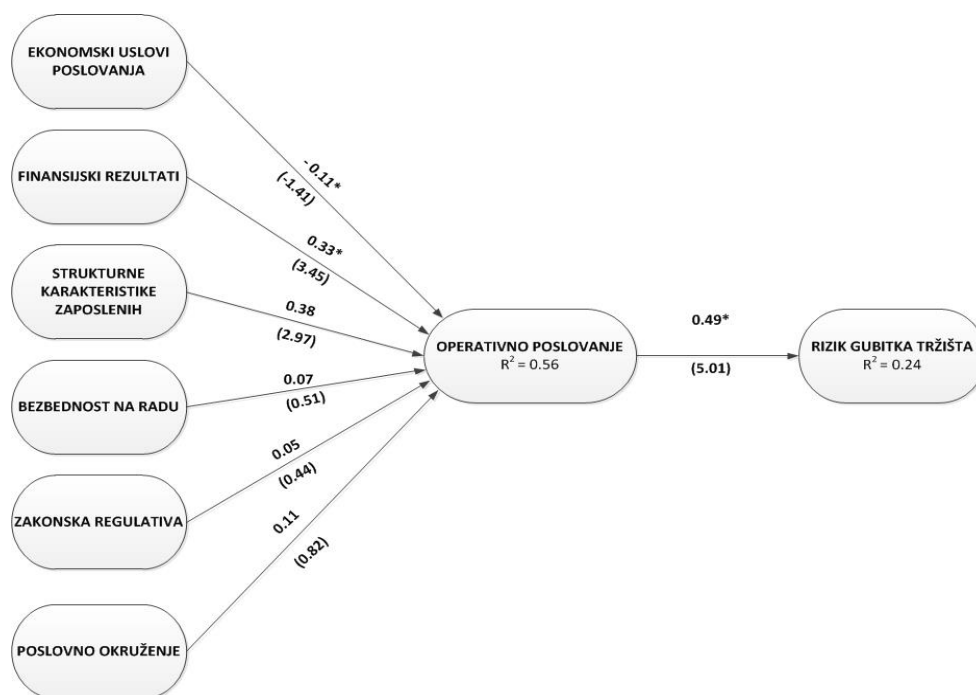 EKONOMSKI USLOVI
POSLOVANJA
- 0.11*
(-1.41)
FINANSIJSKI REZULTATI
0.33*
(3.45)
STRUKTURNE
KARAKTERISTIKE
ZAPOSLENIH
0.38
(2.97)
BEZBEDNOST NA RADU
0.07
(0.51)
ZAKONSKA REGULATIVA
0.05
(0.44)
POSLOVNO OKRUŽENJE
0.11
(0.82)
OPERATIVNO POSLOVANJE
R² = 0.56
0.49*
(5.01)
RIZIK GUBITKA TRŽIŠTA
R² = 0.24